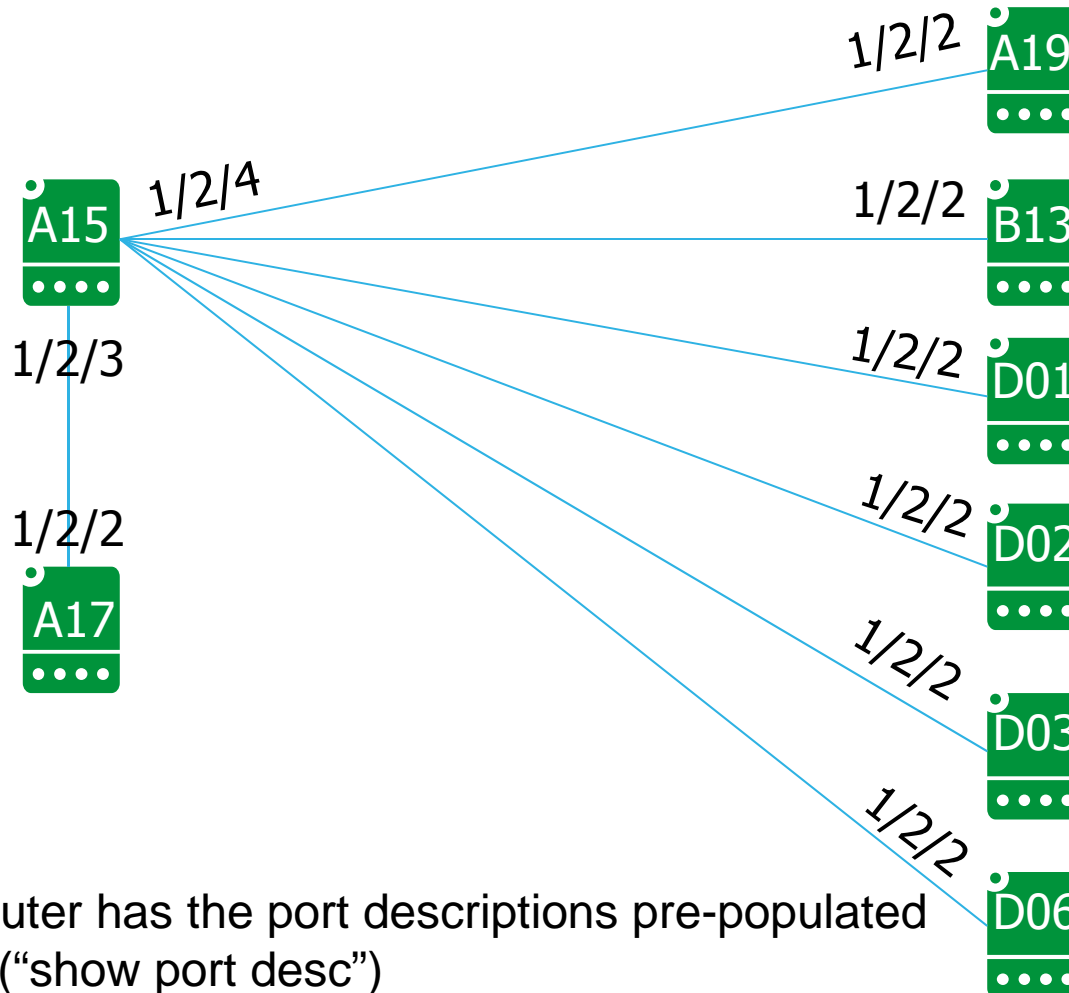 1/2/2
A19
1/2/4
A15
1/2/2
B13
1/2/3
1/2/2
D01
1/2/2
D02
1/2/2
A17
1/2/2
D03
1/2/2
D06
uter has the port descriptions pre-populated
(“show port desc”)